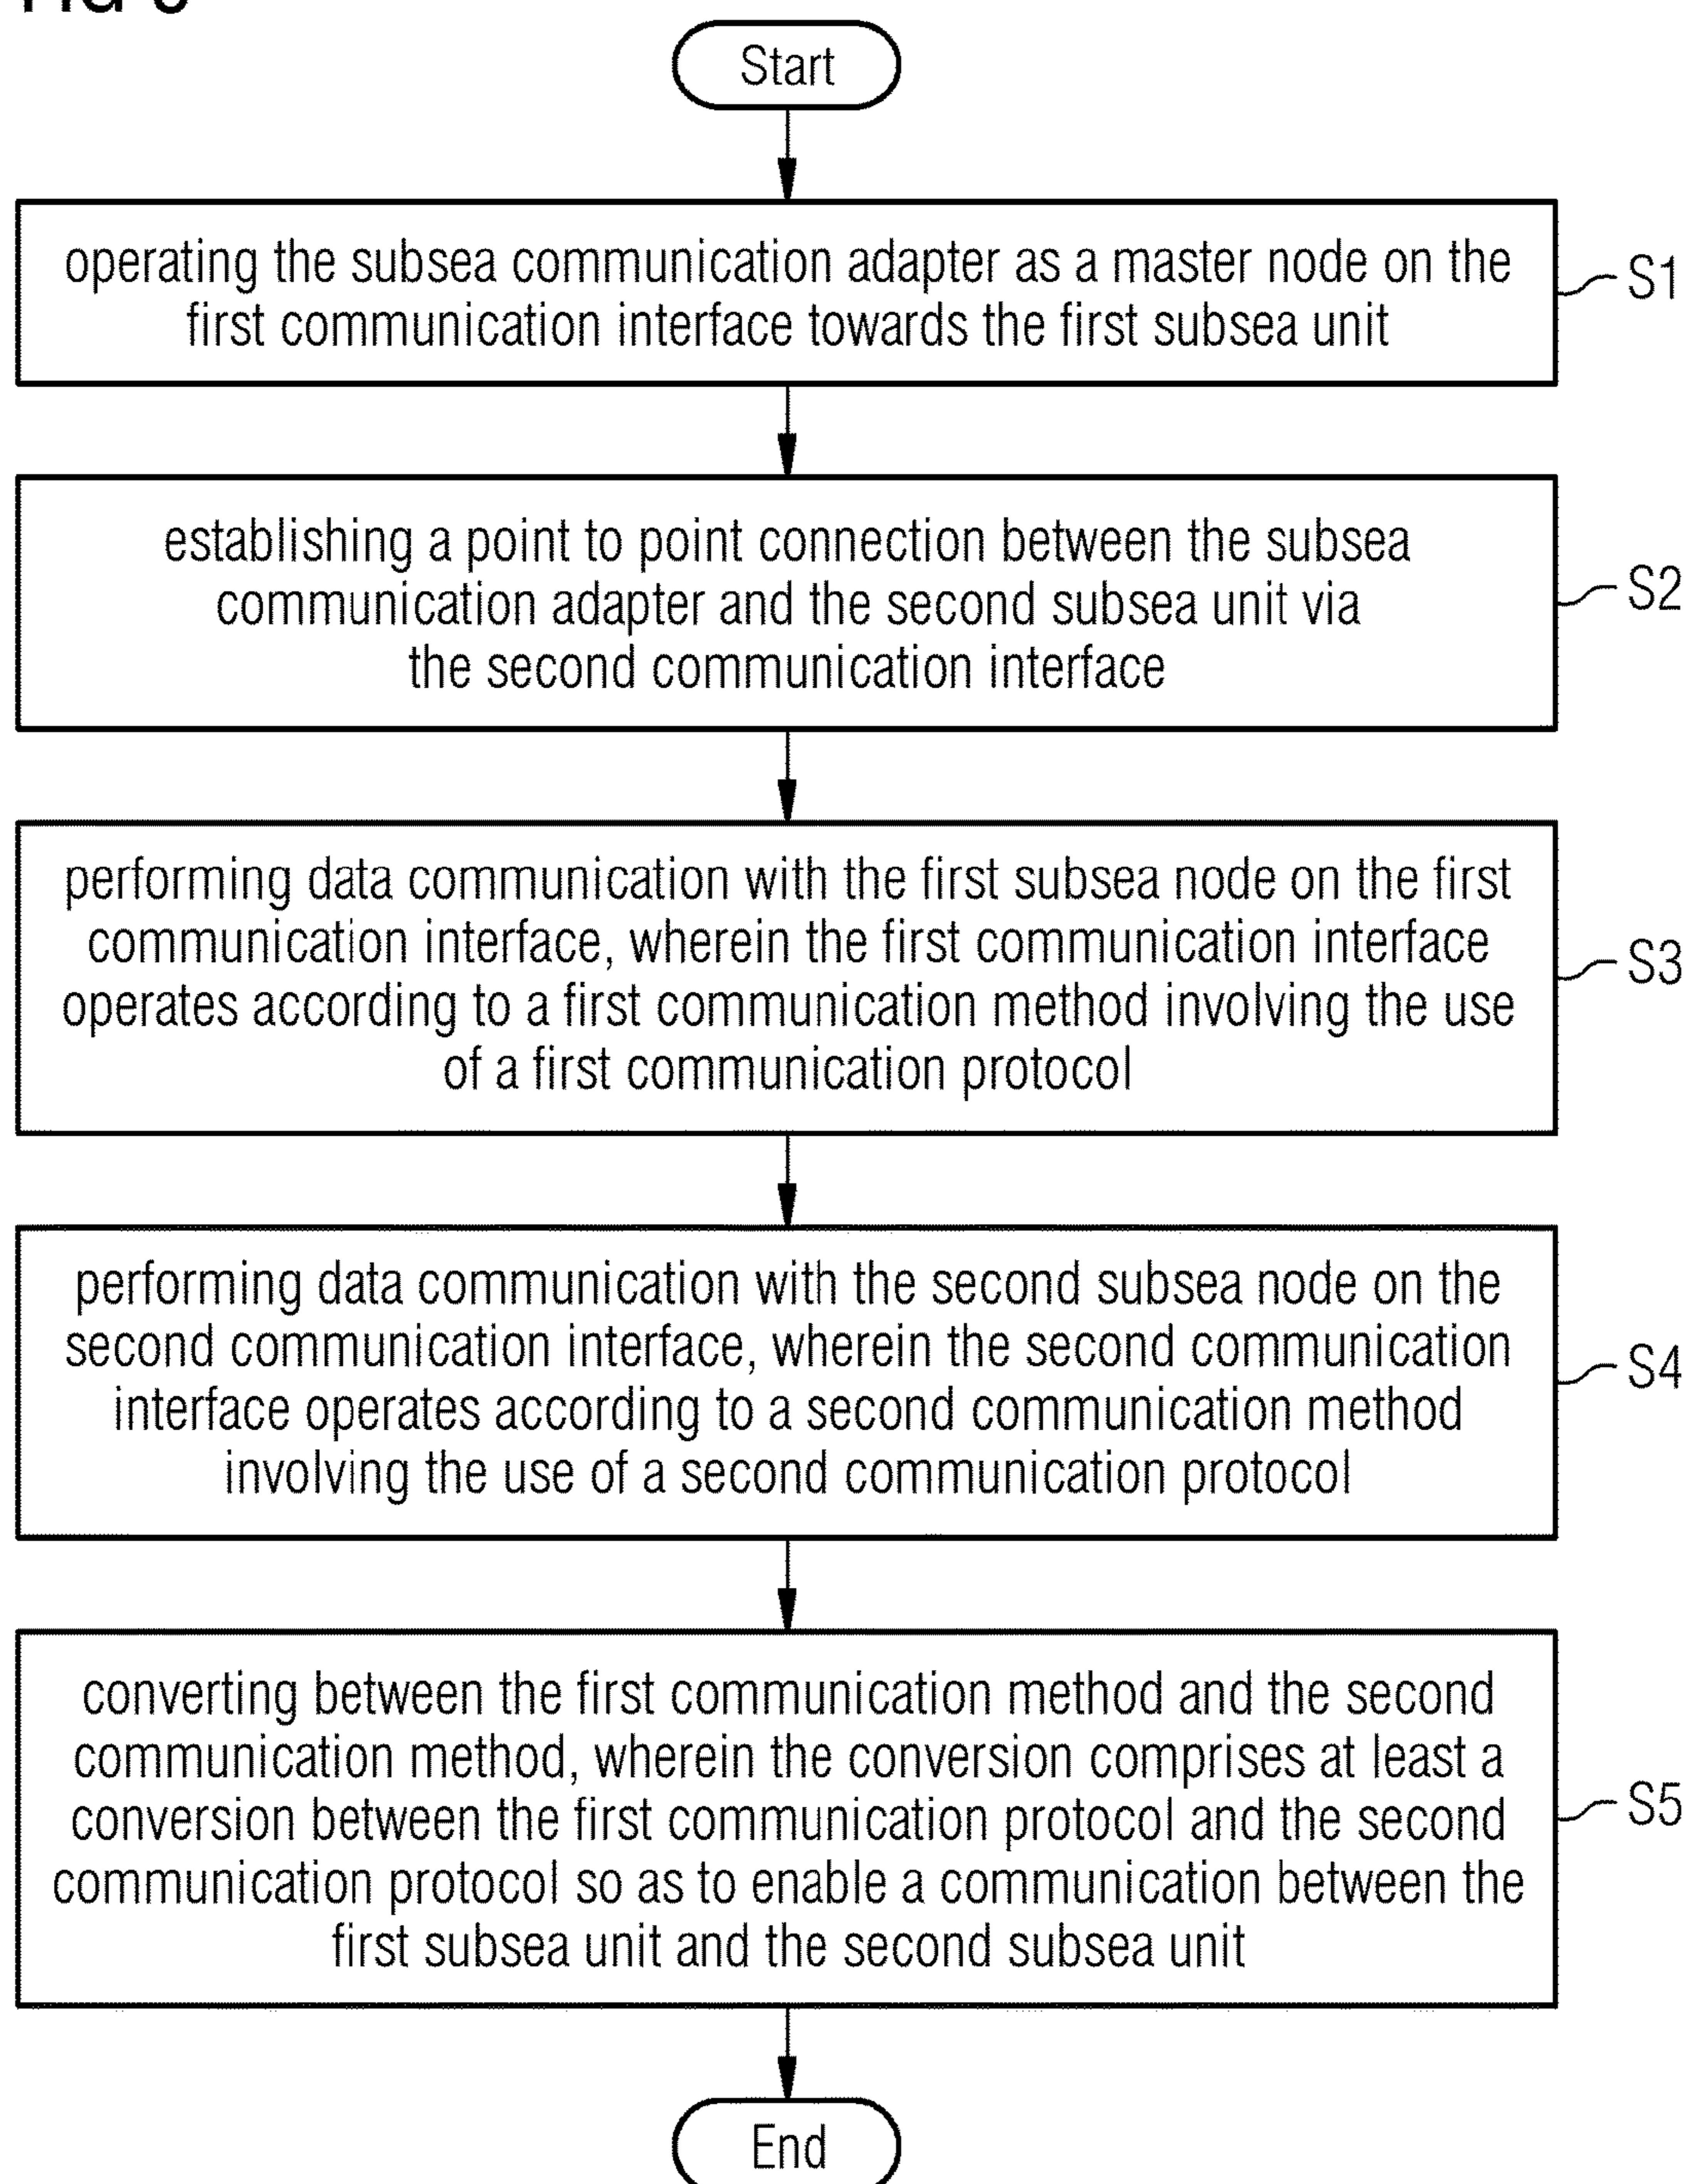 Start
operating the subsea communication adapter as a master node on the
first communication interface towards the first subsea unit
S1
establishing a point to point connection between the subsea
communication adapter and the second subsea unit via
the second communication interface
S2
performing data communication with the first subsea node on the first
communication interface, wherein the first communication interface
operates according to a first communication method involving the use
of a first communication protocol
S3
performing data communication with the second subsea node on the
second communication interface, wherein the second communication
interface operates according to a second communication method
involving the use of a second communication protocol
S4
converting between the first communication method and the second
communication method, wherein the conversion comprises at least a
conversion between the first communication protocol and the second
communication protocol so as to enable a communication between the
first subsea unit and the second subsea unit
S5
End